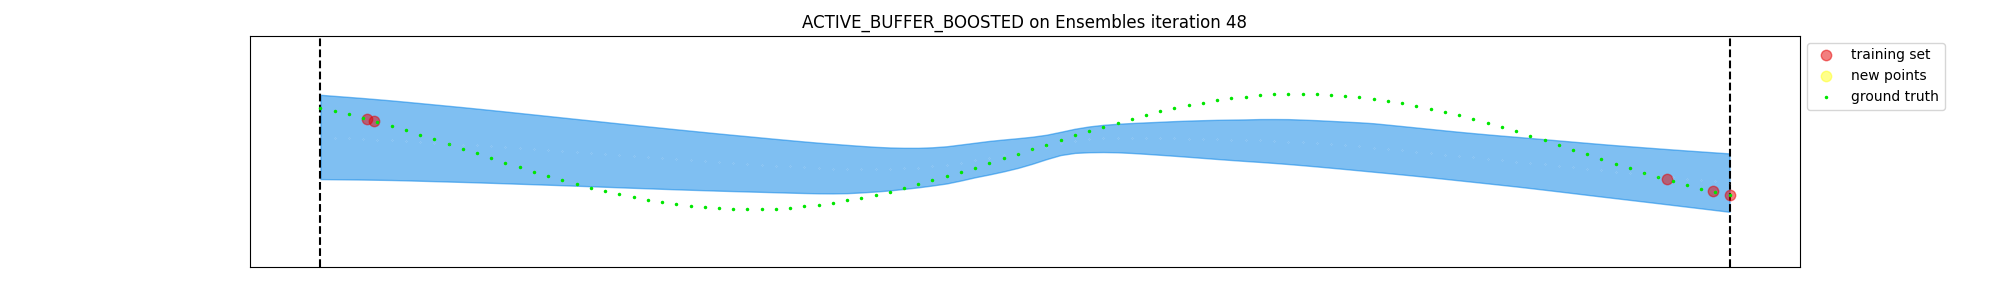 ACTIVE_BUFFER_BOOSTED on Ensembles iteration 48
training set
new points
ground truth